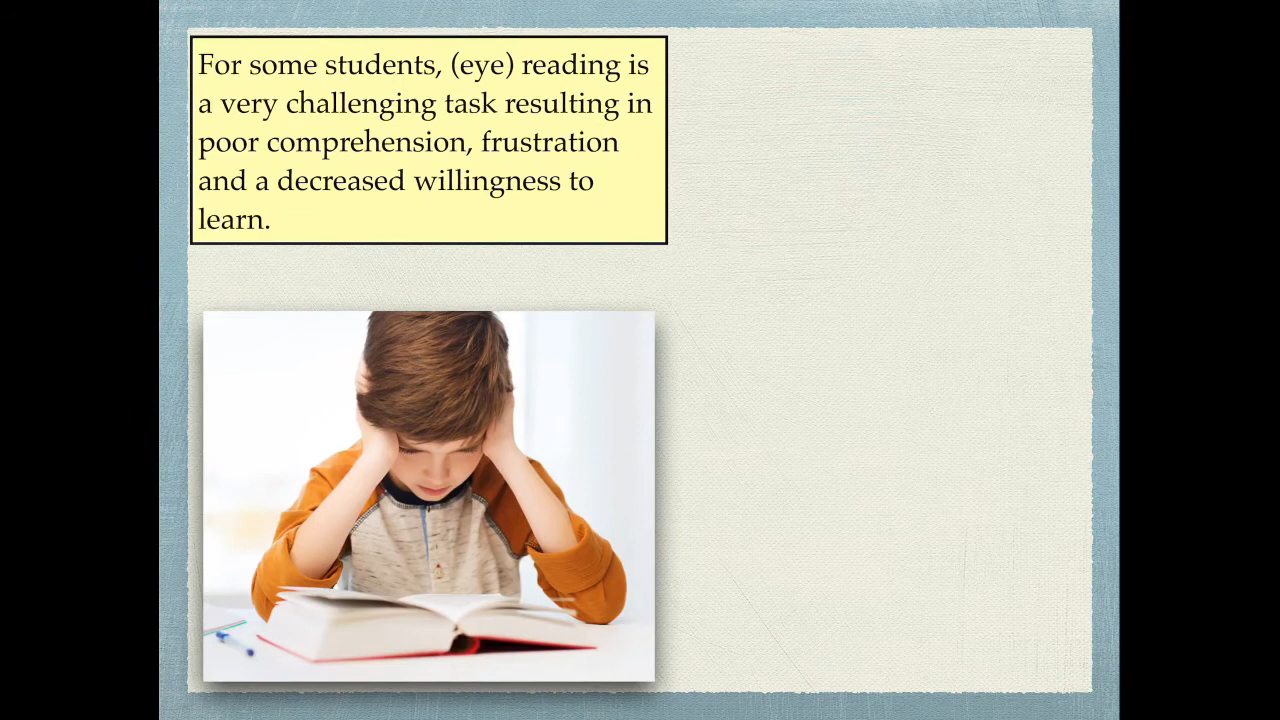 For some students, (eye) reading is
a very challenging task resulting in
poor comprehension, frustration
and a decreased willingness to
learn.